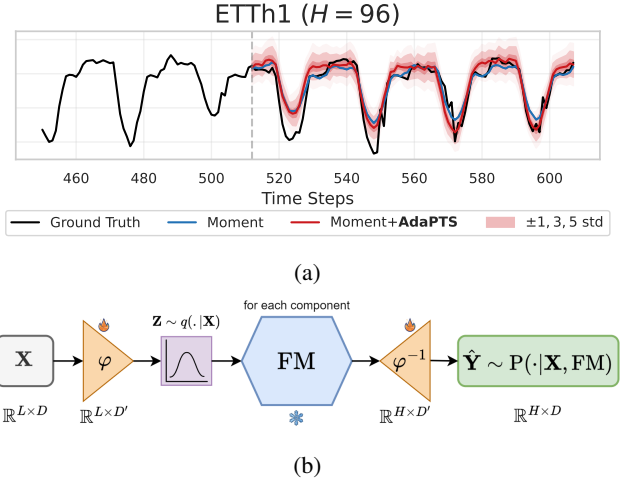 ETTh1 (H = 96)
460 480 500 520 540 560 580 600
Time Steps
Ground Truth Moment Moment+AdaPTS ±1, 3, 5 std
(a)
for each component
Z ∼ q(.|X)
X φ FM φ⁻¹ Ŷ ∼ P(·|X, FM)
ℝ^{L×D} ℝ^{L×D′} ℝ^{H×D′} ℝ^{H×D}
(b)